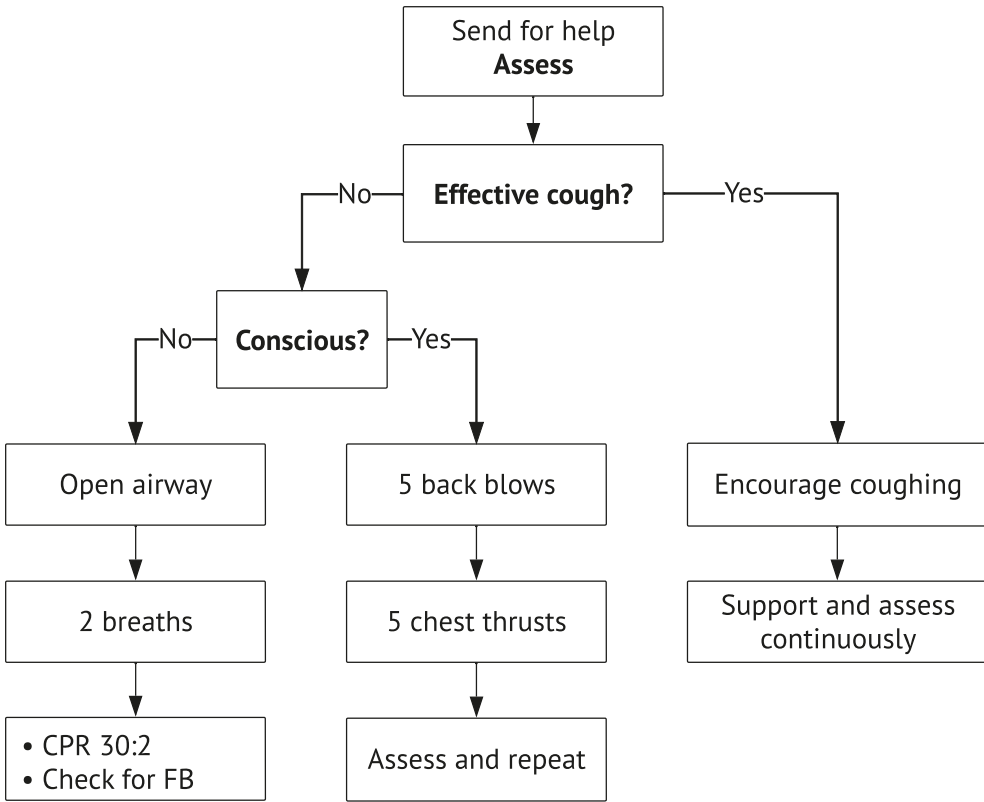 Send for help
Assess
Effective cough?
No
Yes
Conscious?
No
Yes
Open airway
5 back blows
Encourage coughing
2 breaths
5 chest thrusts
Support and assess
continuously
• CPR 30:2
• Check for FB
Assess and repeat